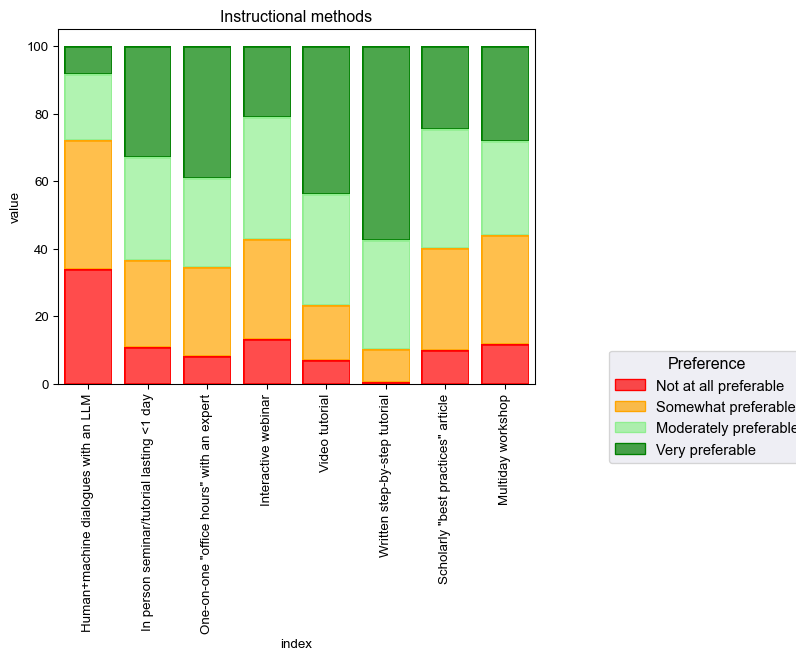 Instructional methods
100
80
60
40
20
0
value
Human+machine dialogues with an LLM
In person seminar/tutorial lasting <1 day
One-on-one "office hours" with an expert
Interactive webinar
Video tutorial
Written step-by-step tutorial
Scholarly "best practices" article
Multiday workshop
index
Preference
Not at all preferable
Somewhat preferable
Moderately preferable
Very preferable